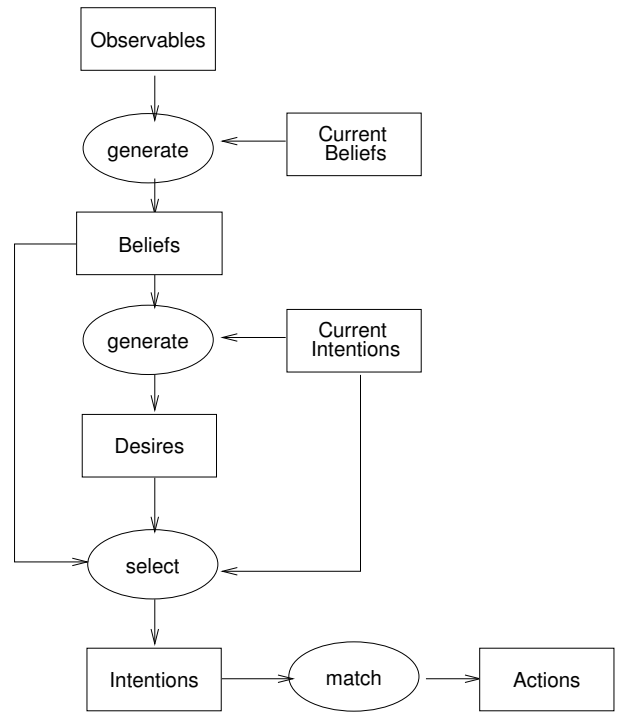 Observables
generate
Current
Beliefs
Beliefs
generate
Current
Intentions
Desires
select
Intentions
match
Actions